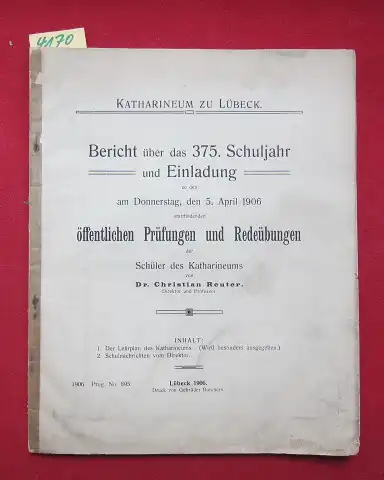 4170
KATHARINEUM ZU LÜBECK.
Bericht über das 375. Schuljahr
und Einladung
zu den
am Donnerstag, den 5. April 1906
stattfindenden
öffentlichen Prüfungen und Redeübungen
der
Schüler des Katharineums
von
Dr. Christian Reuter.
Direktor und Professor
INHALT:
1. Der Lehrplan des Katharineums. (Wird besonders ausgegeben.)
2. Schulnachrichten vom Direktor.
1906 Prog. No.
Lübeck 1906.
Druck von Gebrüder Borchers.